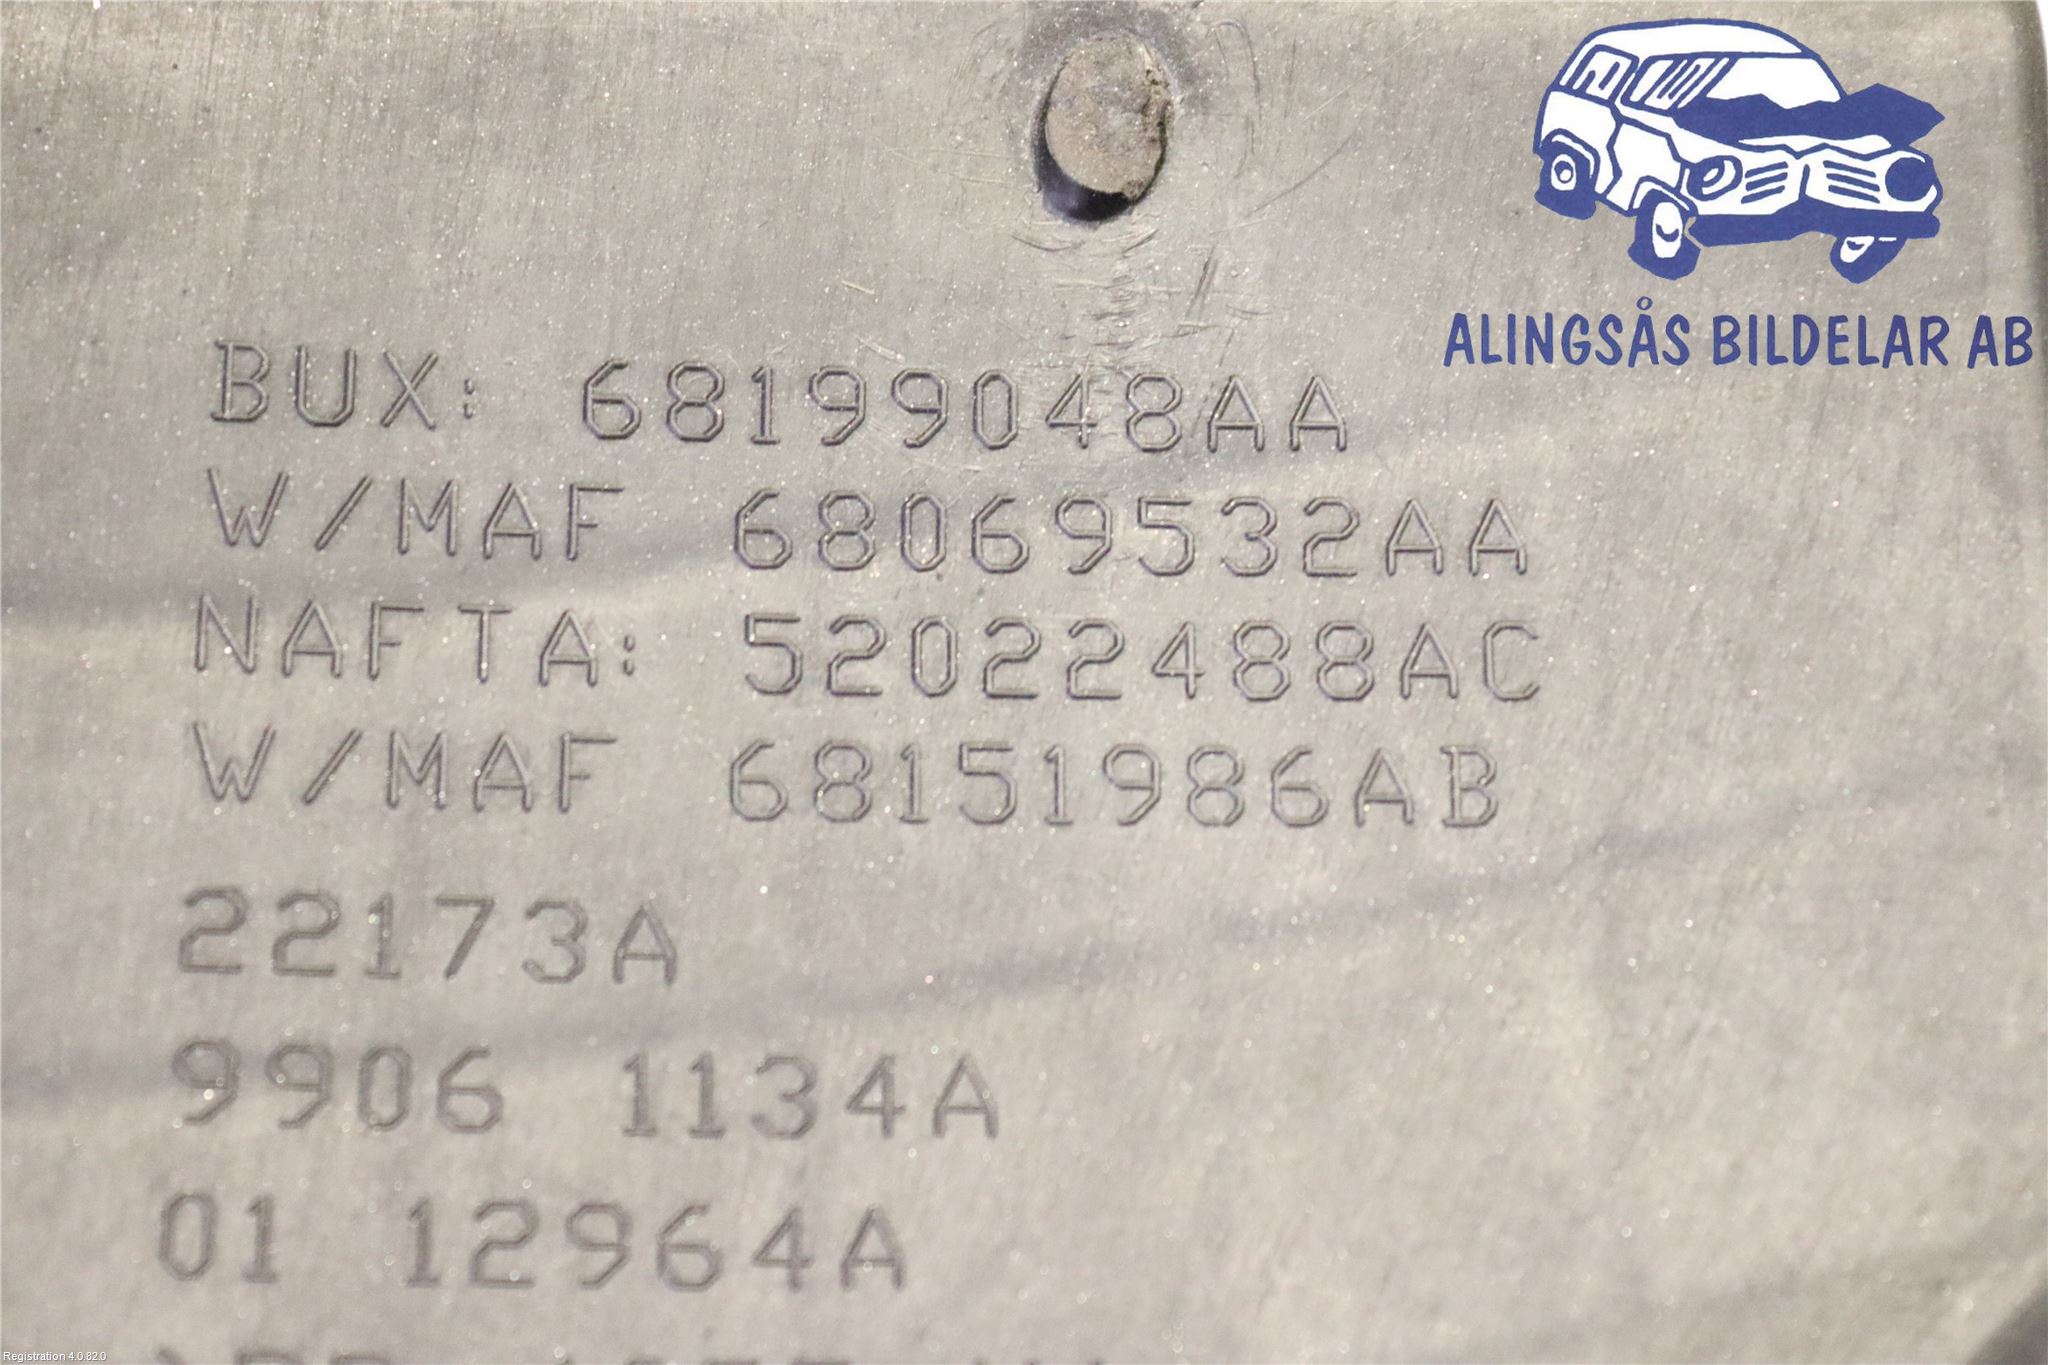 ALINGSÅS BILDELAR AB
BUX: 68199048AA
W/MAF 68069532AA
NAFTA: 52022488AC
W/MAF 68151986AB
22173A
9906 1134A
01 12964A
Registration 4.0.82.0